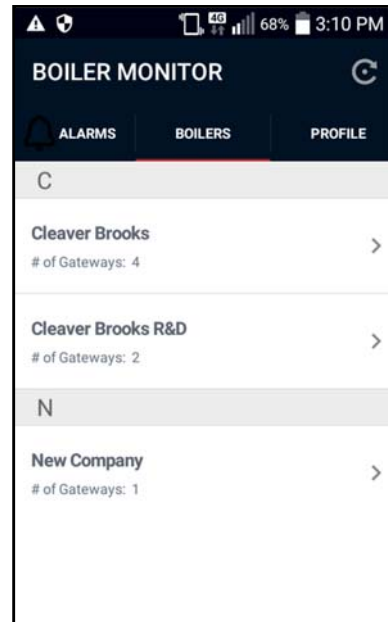 4G 68% 3:10 PM
BOILER MONITOR
ALARMS BOILERS PROFILE
C
Cleaver Brooks
# of Gateways: 4
Cleaver Brooks R&D
# of Gateways: 2
N
New Company
# of Gateways: 1